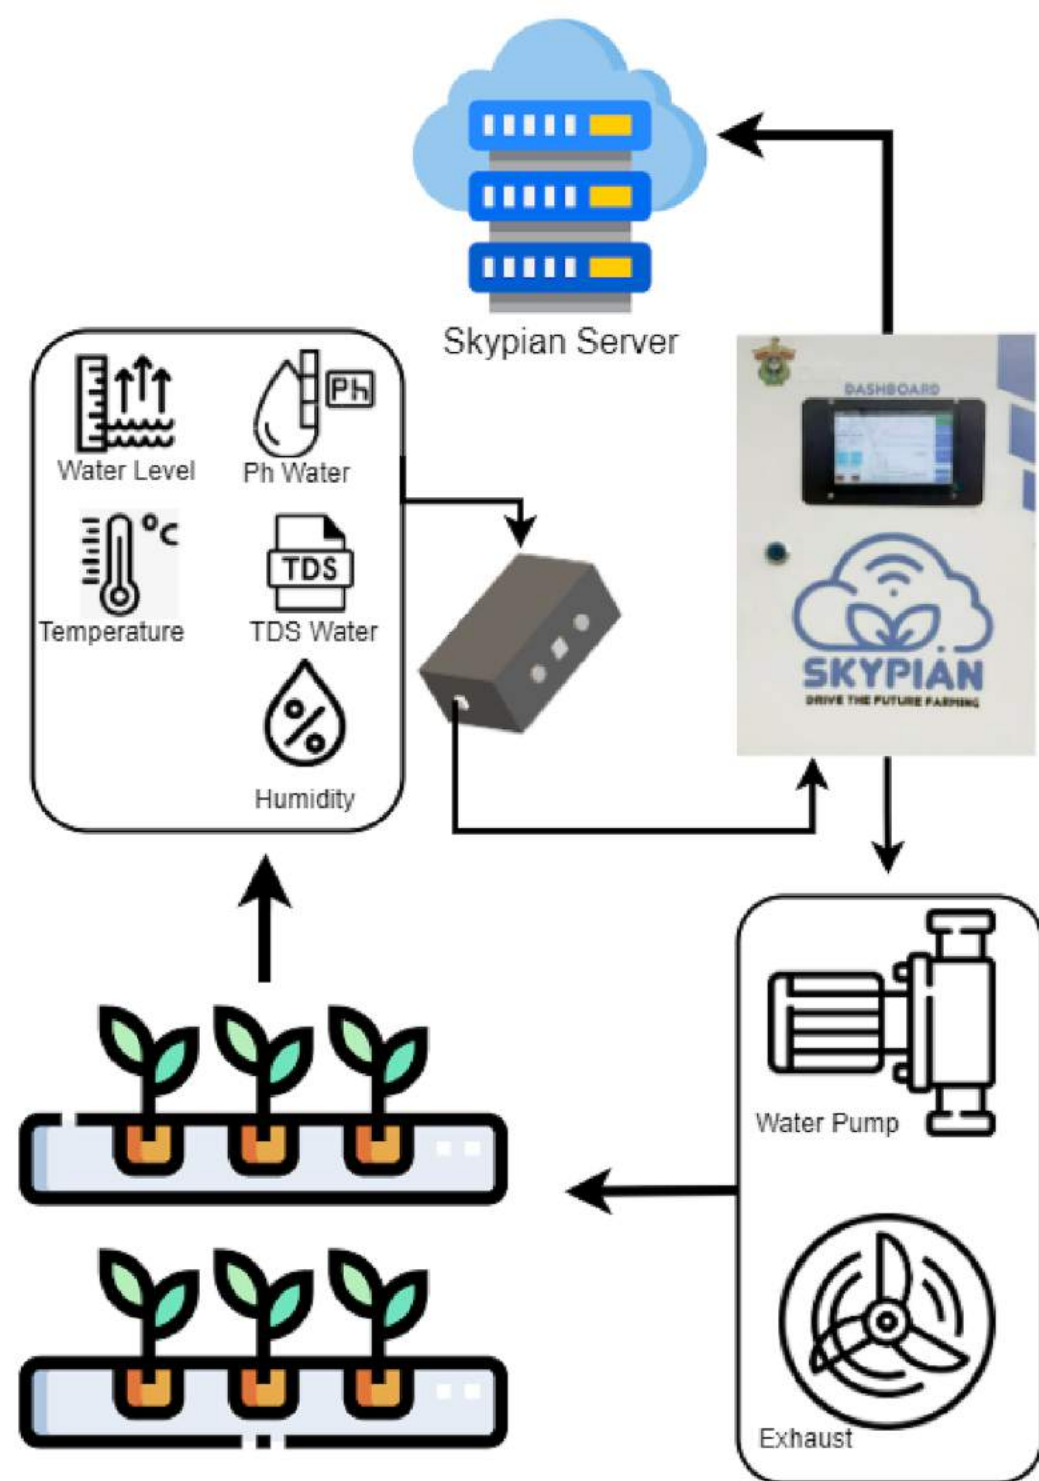 Skypian Server
Ph
Water Level
Ph Water
°C
TDS
Temperature
TDS Water
%
Humidity
DASHBOARD
SKYPIAN
DRIVE THE FUTURE FARMING
Water Pump
Exhaust